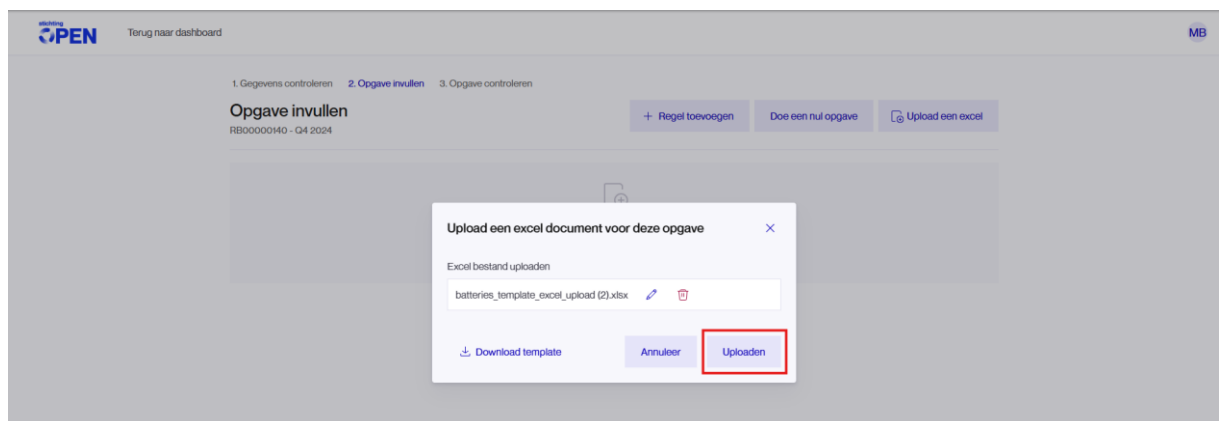 stichting
OPEN
Terug naar dashboard
MB
1. Gegevens controleren 2. Opgave invullen 3. Opgave controleren
Opgave invullen
RB00000140 - Q4 2024
+ Regel toevoegen
Doe een nul opgave
Upload een excel
Upload een excel document voor deze opgave
Excel bestand uploaden
batteries_template_excel_upload (2).xlsx
Download template
Annuleer
Uploaden